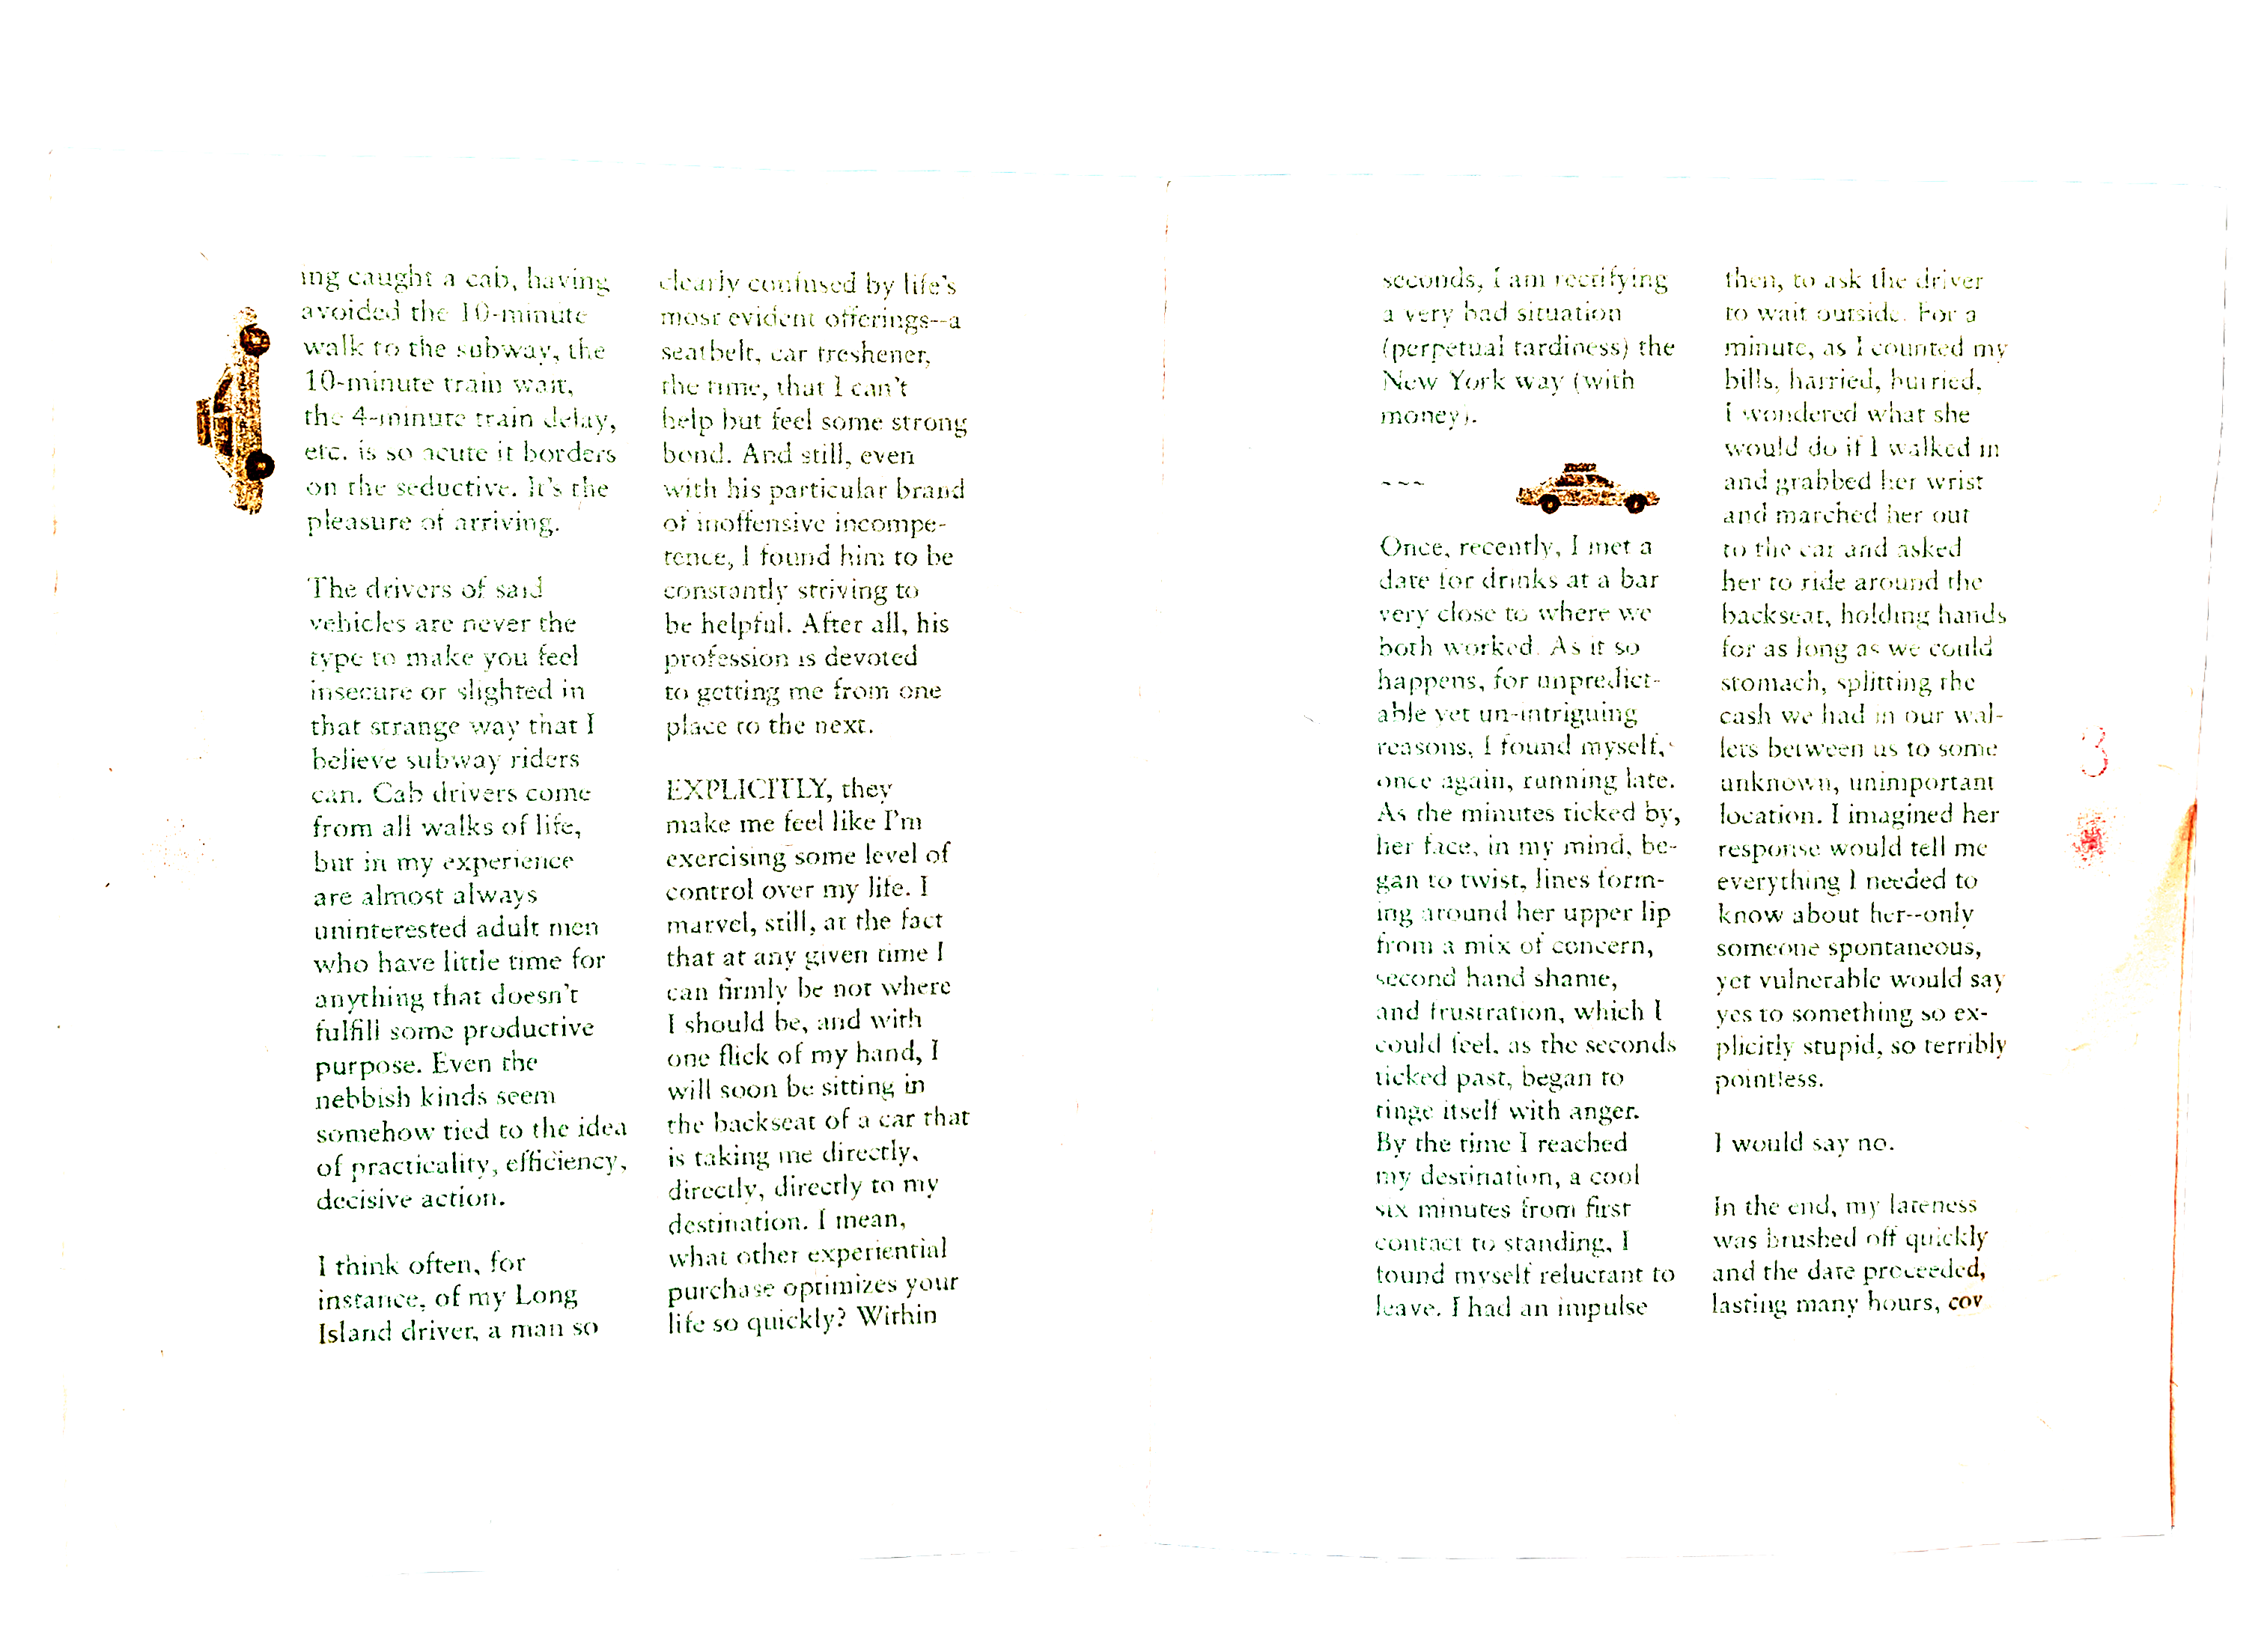 ing caught a cab, having
avoided the 10-minute
walk to the subway, the
10-minute train wait,
the 4-minute train delay,
etc. is so acute it borders
on the seductive. It's the
pleasure of arriving.
The drivers of said
vehicles are never the
type to make you feel
insecure or slighted in
that strange way that I
believe subway riders
can. Cab drivers come
from all walks of life,
but in my experience
are almost always
uninterested adult men
who have little time for
anything that doesn't
fulfill some productive
purpose. Even the
nebbish kinds seem
somehow tied to the idea
of practicality, efficiency,
decisive action.
I think often, for
instance, of my Long
Island driver, a man so
clearly confused by life's
most evident offerings--a
seatbelt, car freshener,
the time, that I can't
help but feel some strong
bond. And still, even
with his particular brand
of inoffensive incompe-
tence, I found him to be
constantly striving to
be helpful. After all, his
profession is devoted
to getting me from one
place to the next.
EXPLICITLY, they
make me feel like I'm
exercising some level of
control over my life. I
marvel, still, at the fact
that at any given time I
can firmly be not where
I should be, and with
one flick of my hand, I
will soon be sitting in
the backseat of a car that
is taking me directly,
directly, directly to my
destination. I mean,
what other experiential
purchase optimizes your
life so quickly? Within
seconds, I am rectifying
a very bad situation
(perpetual tardiness) the
New York way (with
money).
~~~
Once, recently, I met a
date for drinks at a bar
very close to where we
both worked. As it so
happens, for unpredict-
able yet un-intriguing
reasons, I found myself,
once again, running late.
As the minutes ticked by,
her face, in my mind, be-
gan to twist, lines form-
ing around her upper lip
from a mix of concern,
second hand shame,
and frustration, which I
could feel, as the seconds
ticked past, began to
tinge itself with anger.
By the time I reached
my destination, a cool
six minutes from first
contact to standing, I
found myself reluctant to
leave. I had an impulse
then, to ask the driver
to wait outside. For a
minute, as I counted my
bills, harried, hurried,
I wondered what she
would do if I walked in
and grabbed her wrist
and marched her out
to the car and asked
her to ride around the
backseat, holding hands
for as long as we could
stomach, splitting the
cash we had in our wal-
lets between us to some
unknown, unimportant
location. I imagined her
response would tell me
everything I needed to
know about her--only
someone spontaneous,
yet vulnerable would say
yes to something so ex-
plicitly stupid, so terribly
pointless.
I would say no.
In the end, my lateness
was brushed off quickly
and the date proceeded,
lasting many hours, cov
3